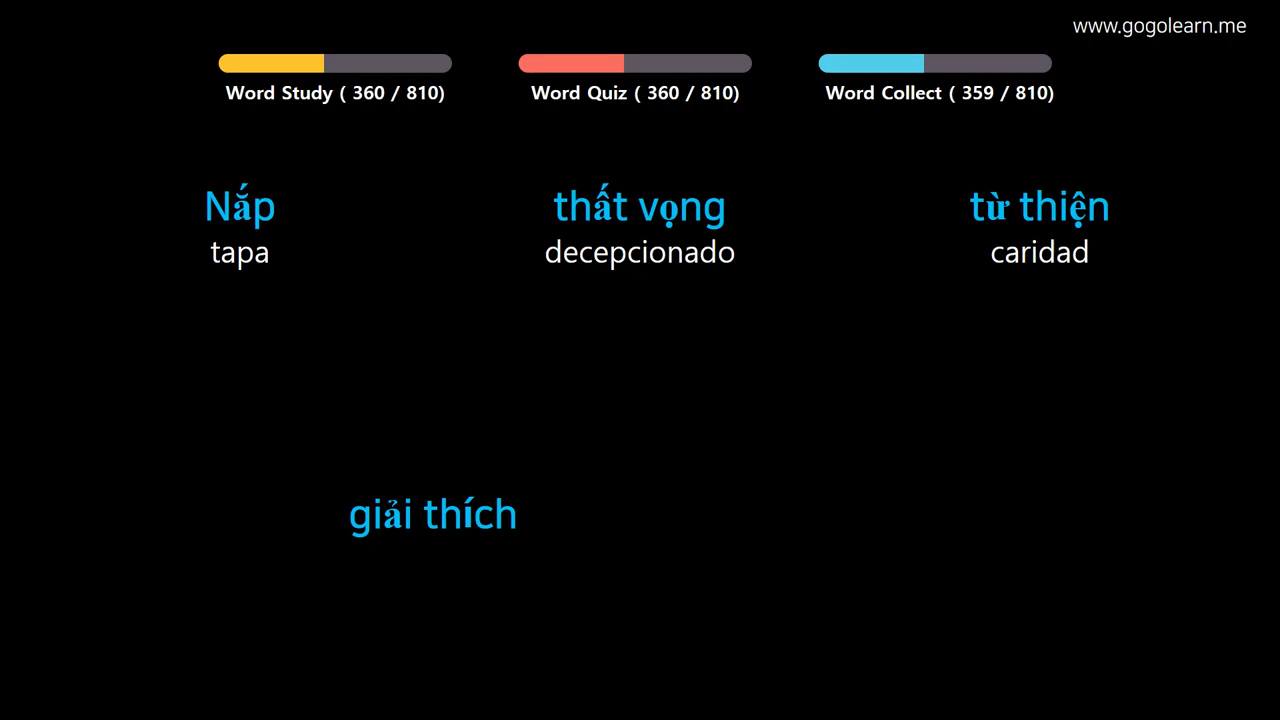 www.gogolearn.me
Word Study ( 360 / 810)
Word Quiz ( 360 / 810)
Word Collect ( 359 / 810)
Nắp
tapa
thất vọng
decepcionado
từ thiện
caridad
giải thích